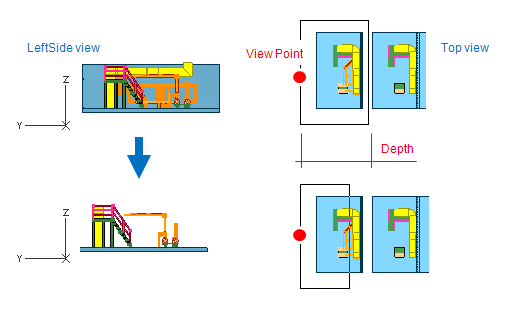 LeftSide view
View Point
Top view
Z
Y
Depth
Z
Y